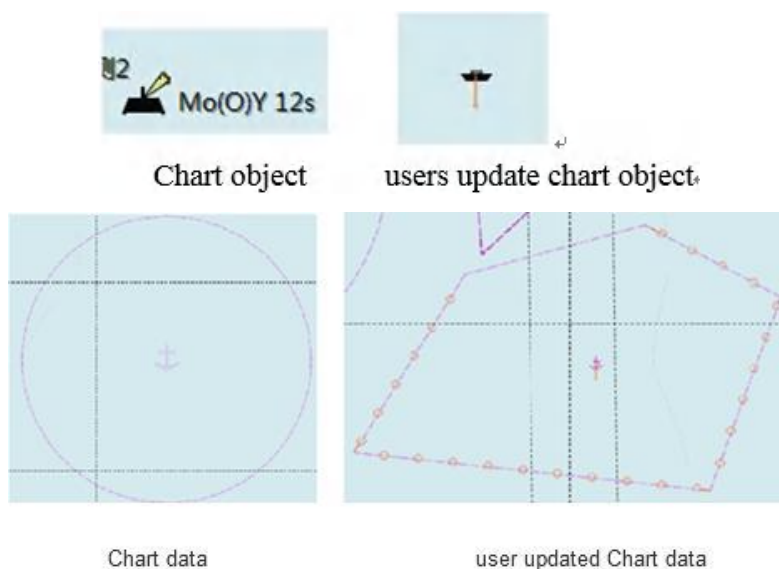 2
Mo(O)Y 12s
Chart object
users update chart object
Chart data
user updated Chart data